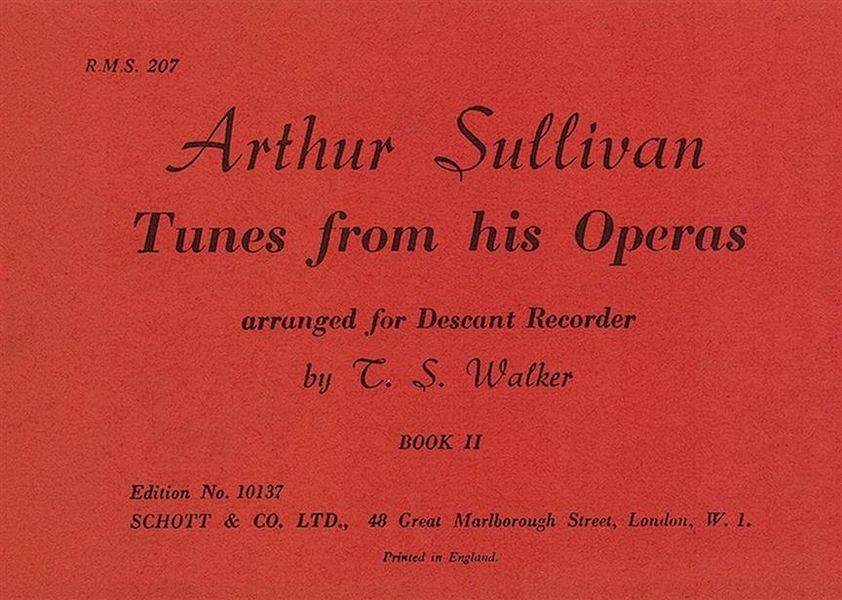 R.M.S. 207
Arthur Sullivan
Tunes from his Operas
arranged for Descant Recorder
by T. S. Walker
BOOK II
Edition No. 10137
SCHOTT & CO. LTD., 48 Great Marlborough Street, London, W. 1.
Printed in England.